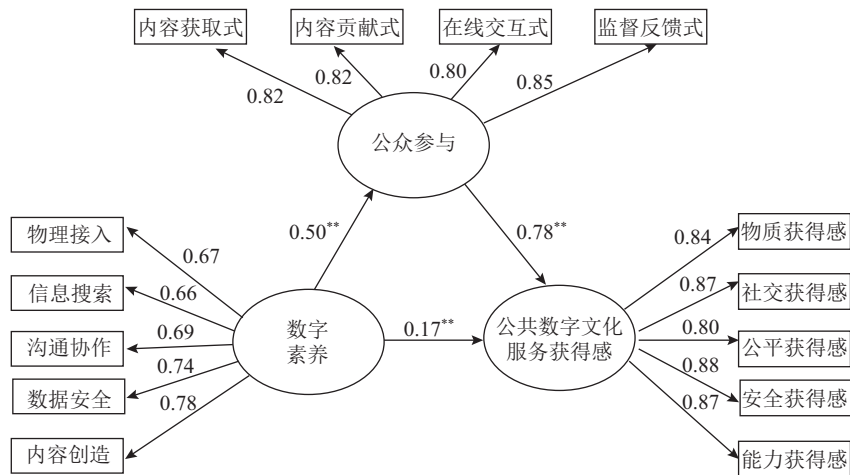 内容获取式
内容贡献式
在线交互式
监督反馈式
0.82
0.82
0.80
0.85
公众参与
0.50**
0.78**
物理接入
信息搜索
沟通协作
数据安全
内容创造
0.67
0.66
0.69
0.74
0.78
数字
素养
0.17**
公共数字文化
服务获得感
0.84
0.87
0.80
0.88
0.87
物质获得感
社交获得感
公平获得感
安全获得感
能力获得感